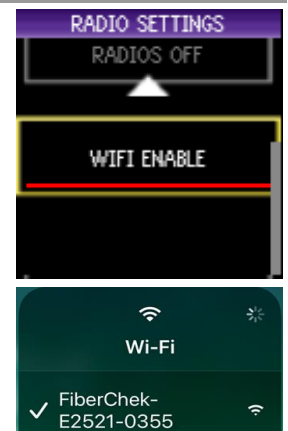 RADIO SETTINGS
RADIOS OFF
WIFI ENABLE
Wi-Fi
FiberChek-
E2521-0355